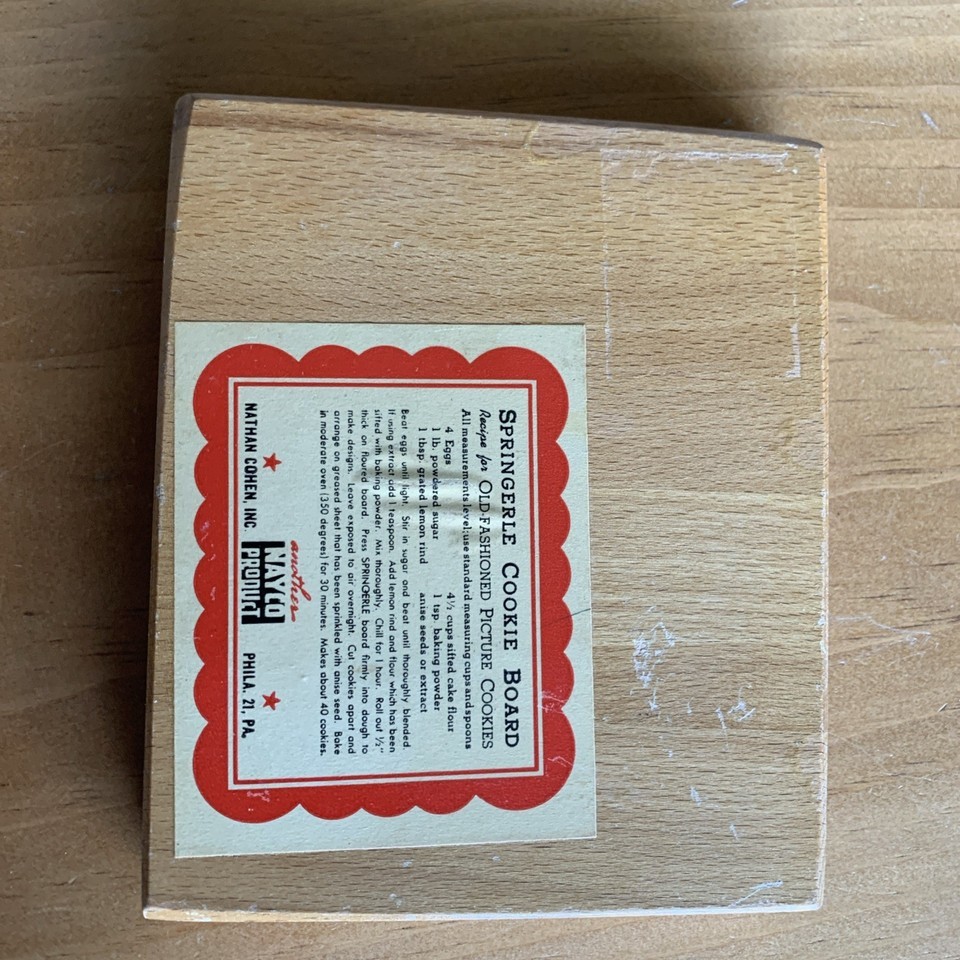 SPRINGERLE COOKIE BOARD
Recipe for OLD-FASHIONED PICTURE COOKIES
All measurements level; use standard measuring cups and spoons
4 Eggs 4½ cups sifted cake flour
1 lb. powdered sugar 1 tsp. baking powder
1 tbsp. grated lemon rind anise seeds or extract
Beat eggs until light. Stir in sugar and beat until thoroughly blended.
If using extract add 1 teaspoon. Add lemon rind and flour which has been
sifted with baking powder. Mix thoroughly. Chill for 1 hour. Roll out ½"
thick on floured board. Press SPRINGERLE board firmly into dough to
make designs. Leave exposed to air overnight. Cut cookies apart and
arrange on greased sheet that has been sprinkled with anise seed. Bake
in moderate oven (350 degrees) for 30 minutes. Makes about 40 cookies.
another
NAYCO
PRODUCT
NATHAN COHEN, INC. PHILA. 21, PA.